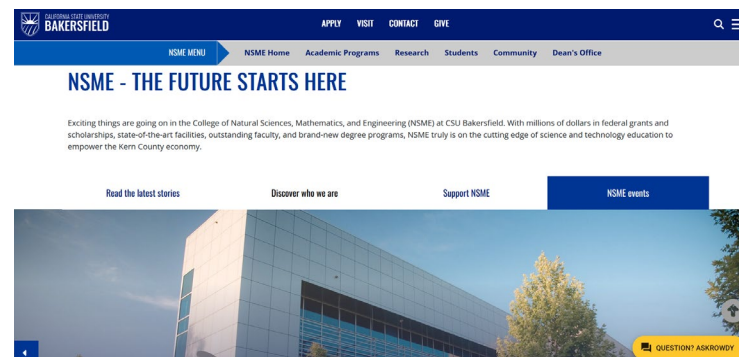 CALIFORNIA STATE UNIVERSITY
BAKERSFIELD
APPLY VISIT CONTACT GIVE
NSME MENU NSME Home Academic Programs Research Students Community Dean's Office
NSME - THE FUTURE STARTS HERE
Exciting things are going on in the College of Natural Sciences, Mathematics, and Engineering (NSME) at CSU Bakersfield. With millions of dollars in federal grants and
scholarships, state-of-the-art facilities, outstanding faculty, and brand-new degree programs, NSME truly is on the cutting edge of science and technology education to
empower the Kern County economy.
Read the latest stories Discover who we are Support NSME NSME events
QUESTION? ASKROWDY